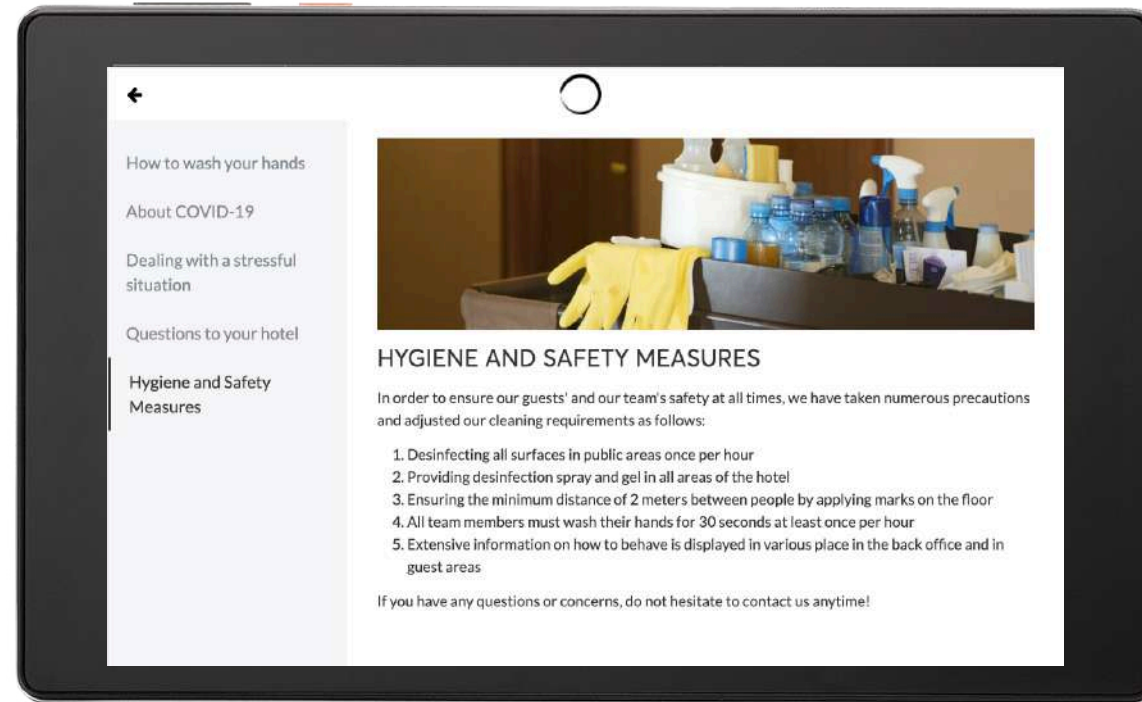 How to wash your hands
About COVID-19
Dealing with a stressful
situation
Questions to your hotel
Hygiene and Safety
Measures
HYGIENE AND SAFETY MEASURES
In order to ensure our guests' and our team's safety at all times, we have taken numerous precautions
and adjusted our cleaning requirements as follows:
1. Desinfecting all surfaces in public areas once per hour
2. Providing desinfection spray and gel in all areas of the hotel
3. Ensuring the minimum distance of 2 meters between people by applying marks on the floor
4. All team members must wash their hands for 30 seconds at least once per hour
5. Extensive information on how to behave is displayed in various place in the back office and in
guest areas
If you have any questions or concerns, do not hesitate to contact us anytime!